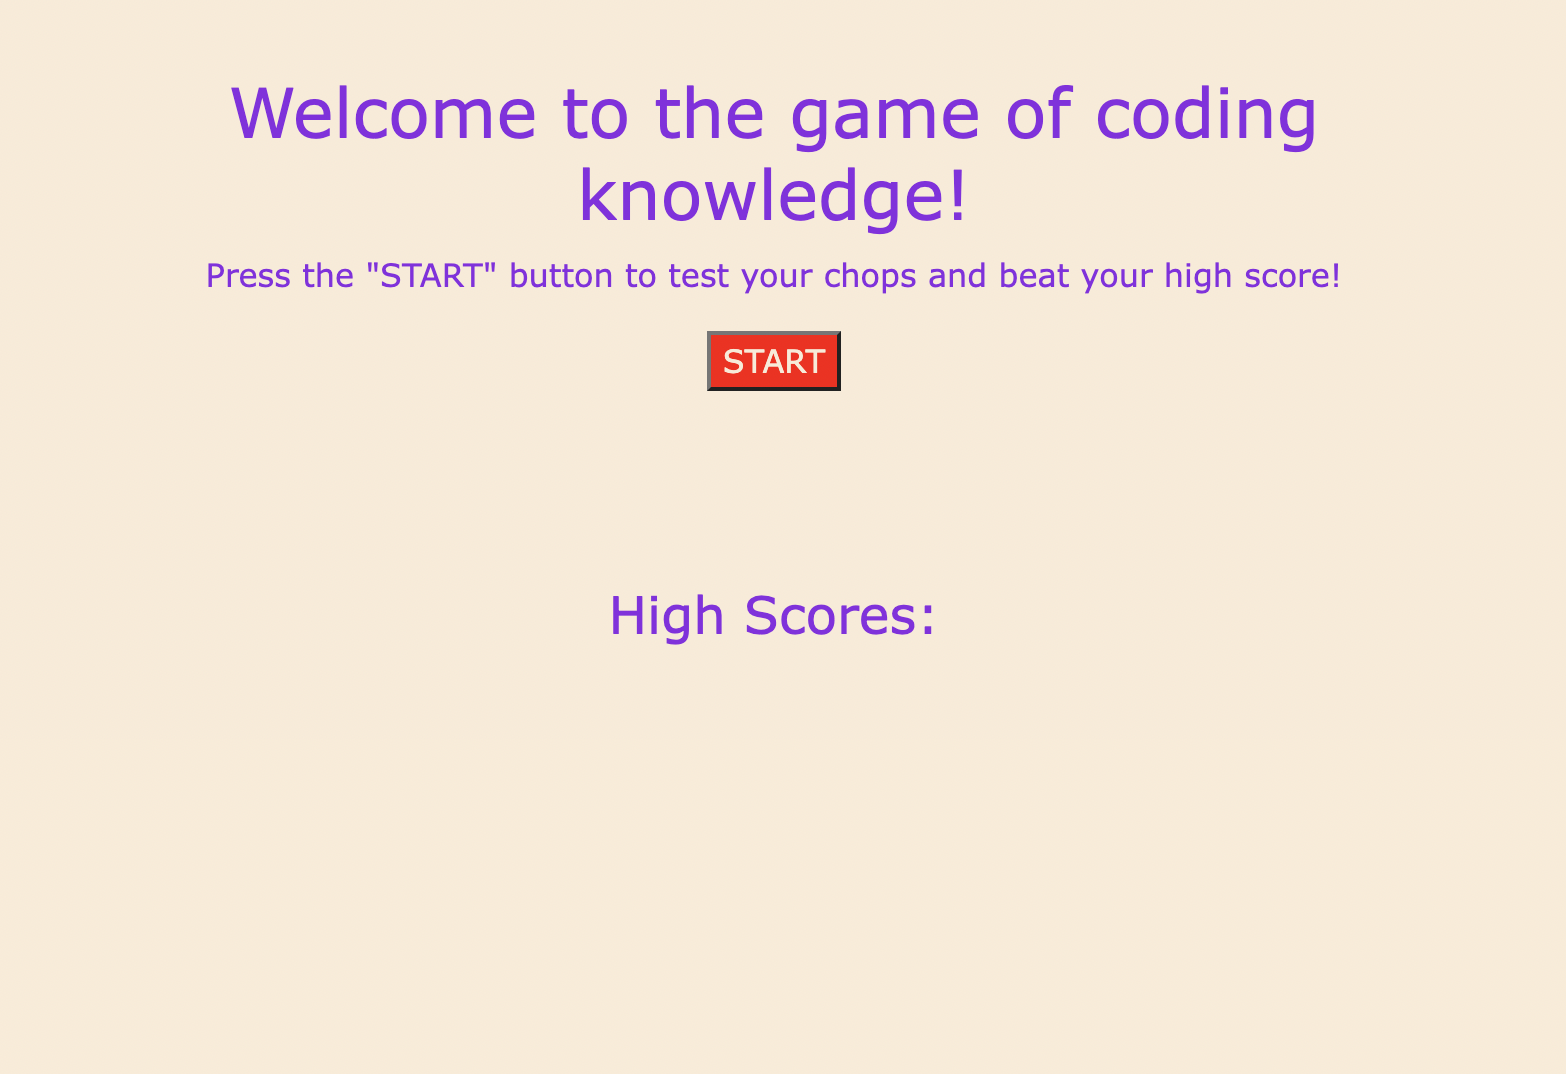 Welcome to the game of coding
knowledge!
Press the "START" button to test your chops and beat your high score!
START
High Scores: